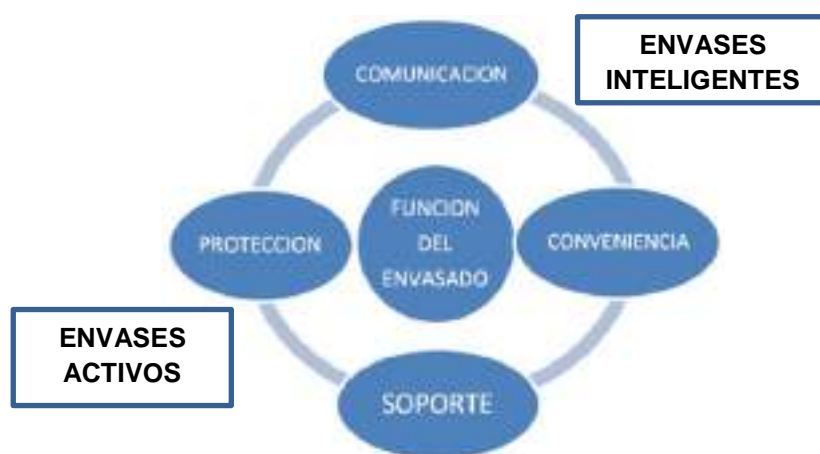 COMUNICACION
ENVASES
INTELIGENTES
PROTECCION
FUNCION
DEL
ENVASADO
CONVENIENCIA
ENVASES
ACTIVOS
SOPORTE